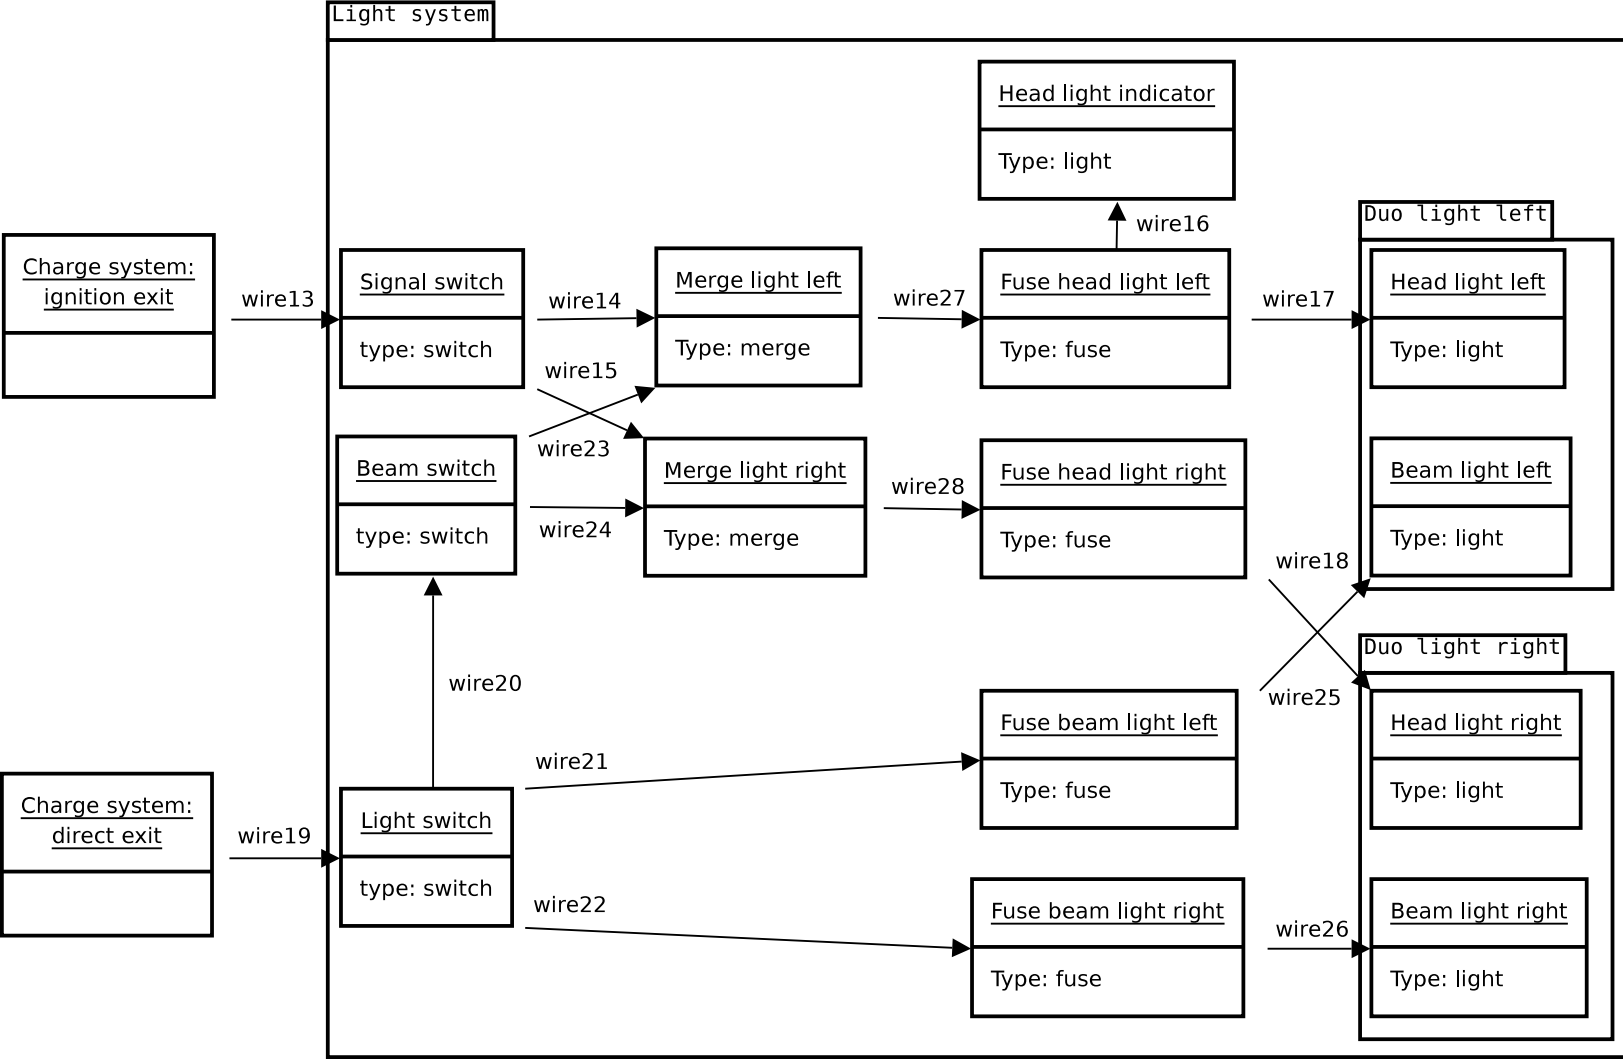 Light system
Head light indicator
Type: light
wire16
Duo light left
Charge system:
ignition exit
wire13
Signal switch
type: switch
wire14
wire15
Merge light left
Type: merge
wire27
Fuse head light left
Type: fuse
wire17
Head light left
Type: light
Beam switch
type: switch
wire23
wire24
Merge light right
Type: merge
wire28
Fuse head light right
Type: fuse
wire18
Beam light left
Type: light
Duo light right
wire20
wire21
Fuse beam light left
Type: fuse
wire25
Head light right
Type: light
Charge system:
direct exit
wire19
Light switch
type: switch
wire22
Fuse beam light right
Type: fuse
wire26
Beam light right
Type: light